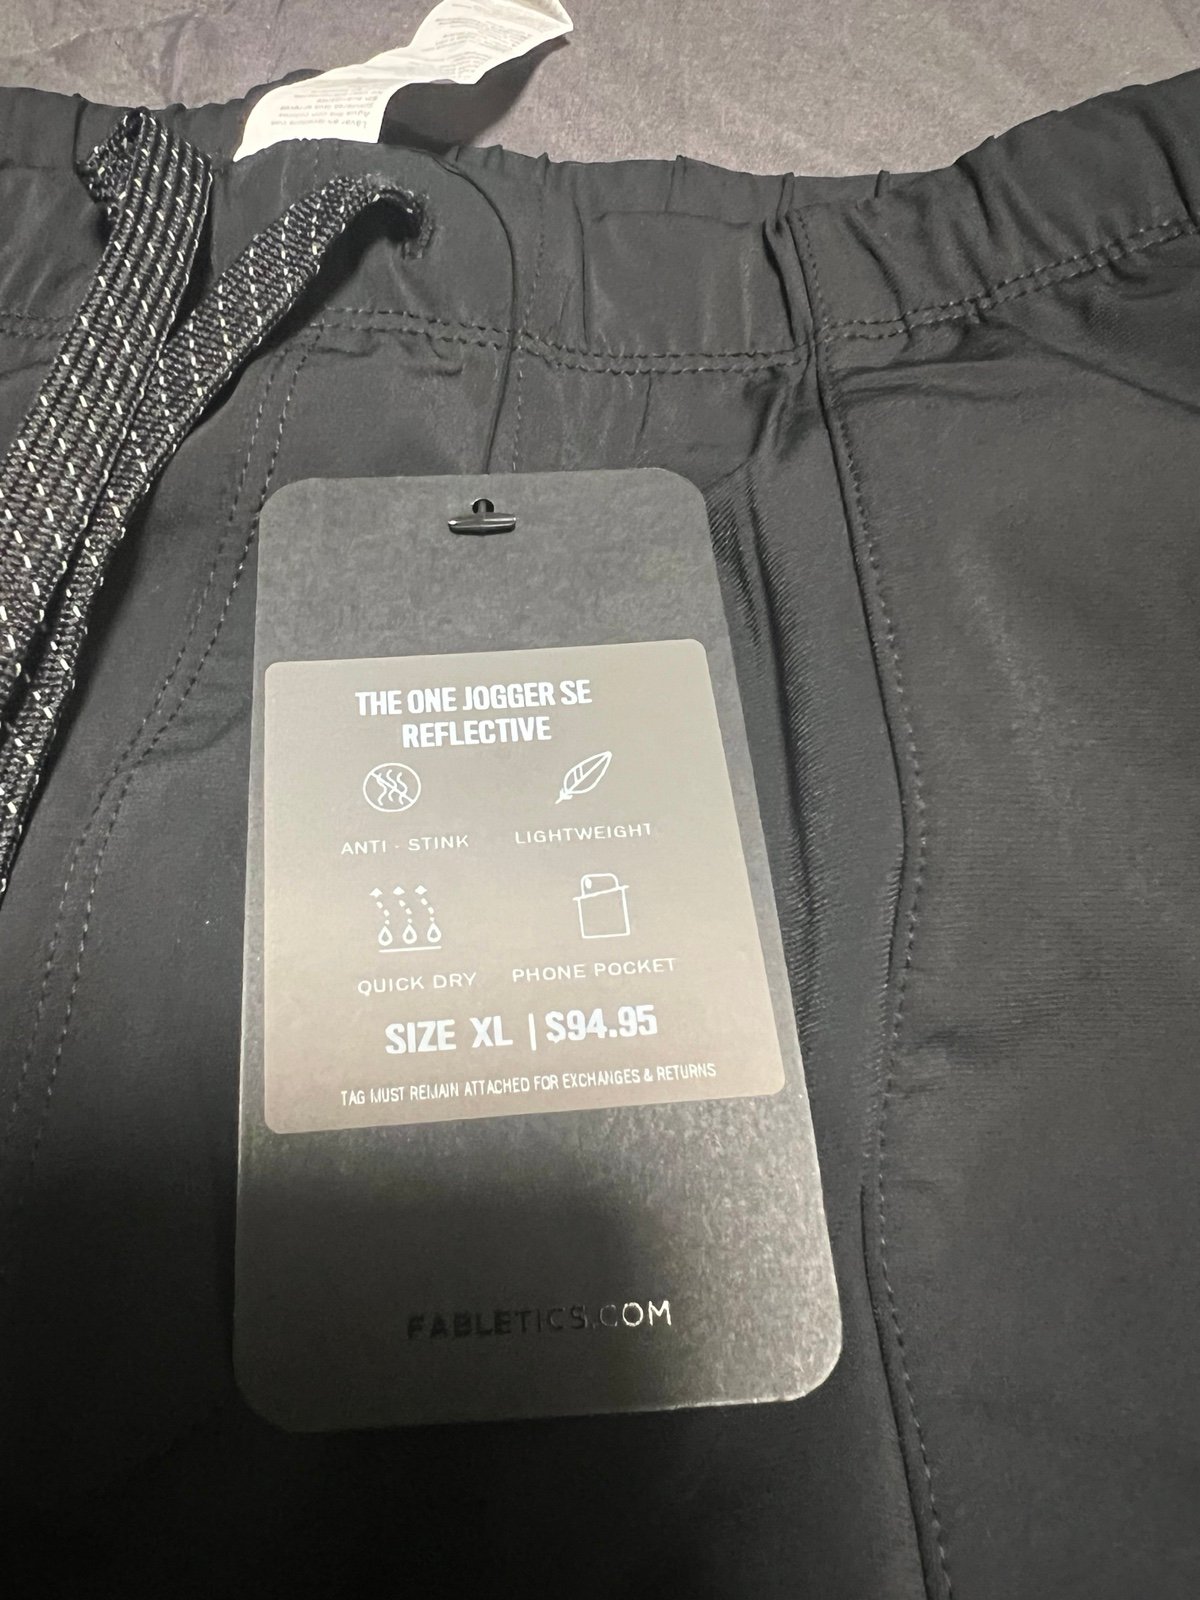 THE ONE JOGGER SE
REFLECTIVE
ANTI - STINK
LIGHTWEIGHT
QUICK DRY
PHONE POCKET
SIZE XL | $94.95
TAG MUST REMAIN ATTACHED FOR EXCHANGES & RETURNS
FABLETICS.COM